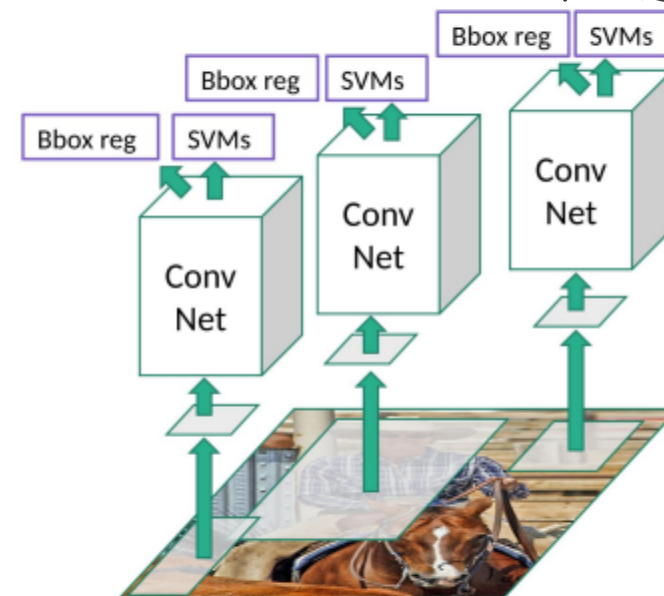 Bbox reg SVMs
Bbox reg SVMs
Bbox reg SVMs
Conv
Net
Conv
Net
Conv
Net